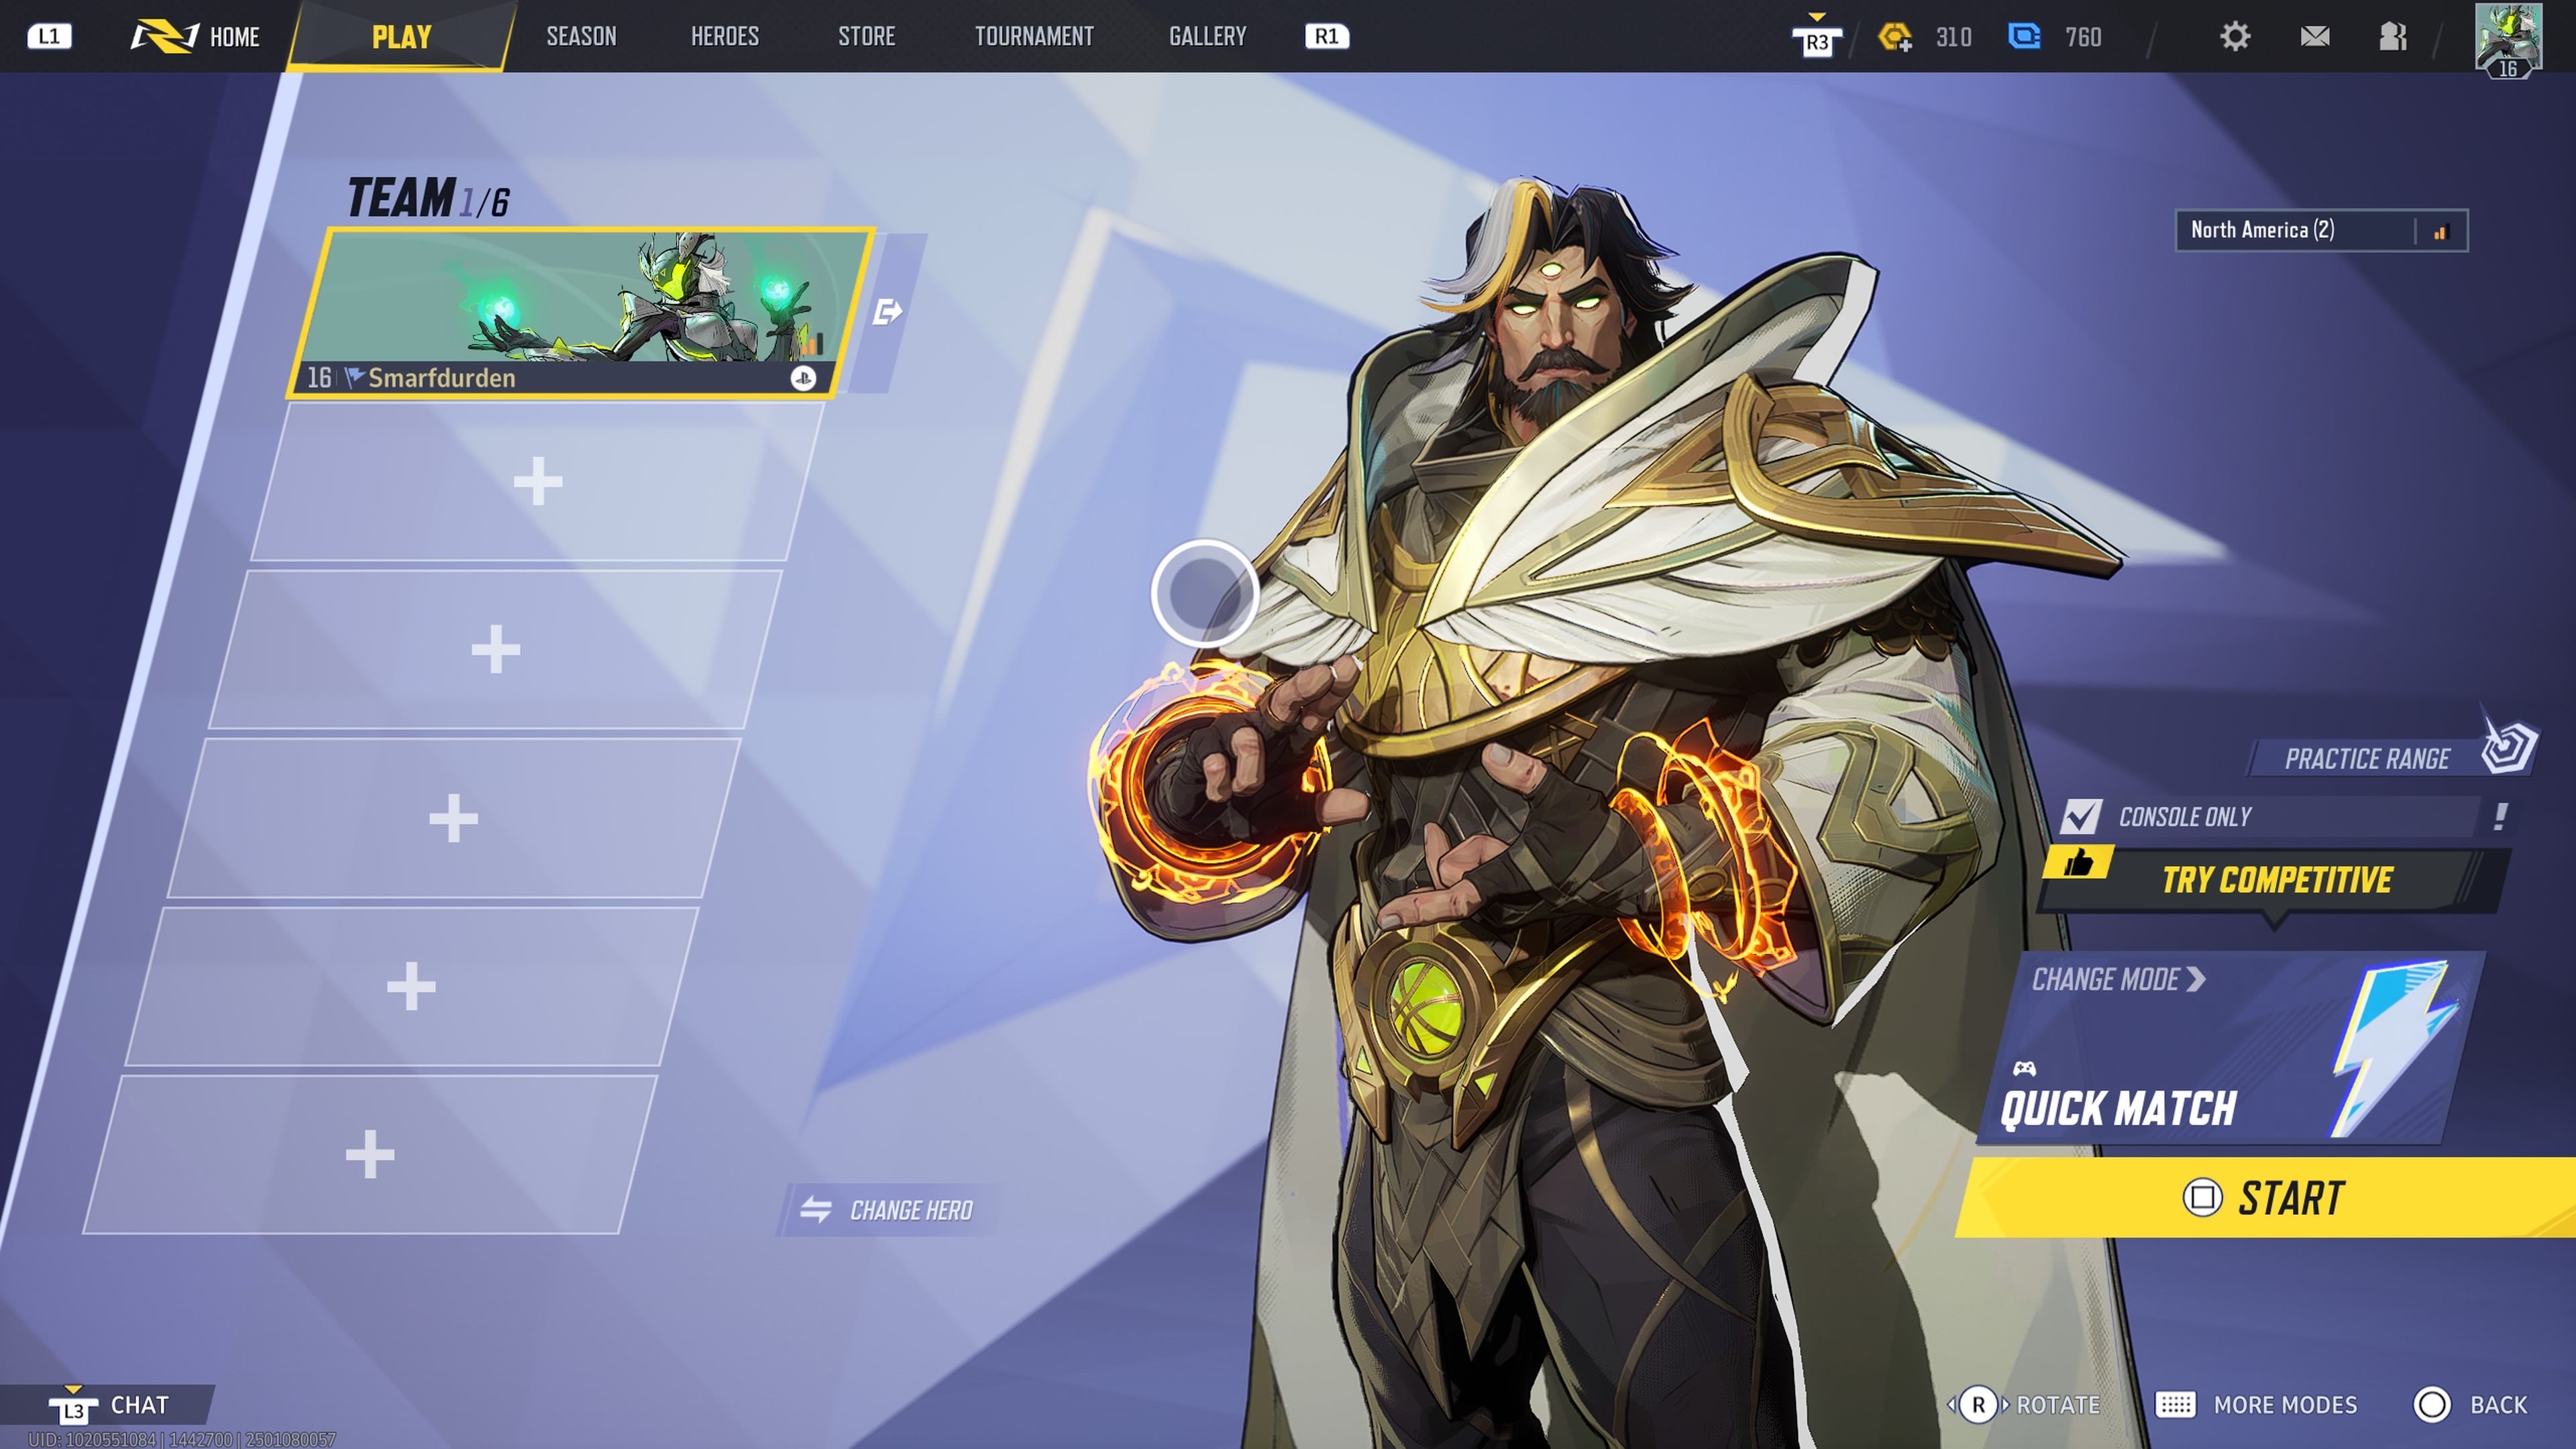 L1 HOME PLAY SEASON HEROES STORE TOURNAMENT GALLERY R1 R3 310 760
16
TEAM 1/6
North America (2)
16 Smarfdurden
PRACTICE RANGE
CONSOLE ONLY !
TRY COMPETITIVE
CHANGE MODE
QUICK MATCH
START
CHANGE HERO
L3 CHAT
R ROTATE MORE MODES BACK
UID: 1020551084 | 1442700 | 2501080057